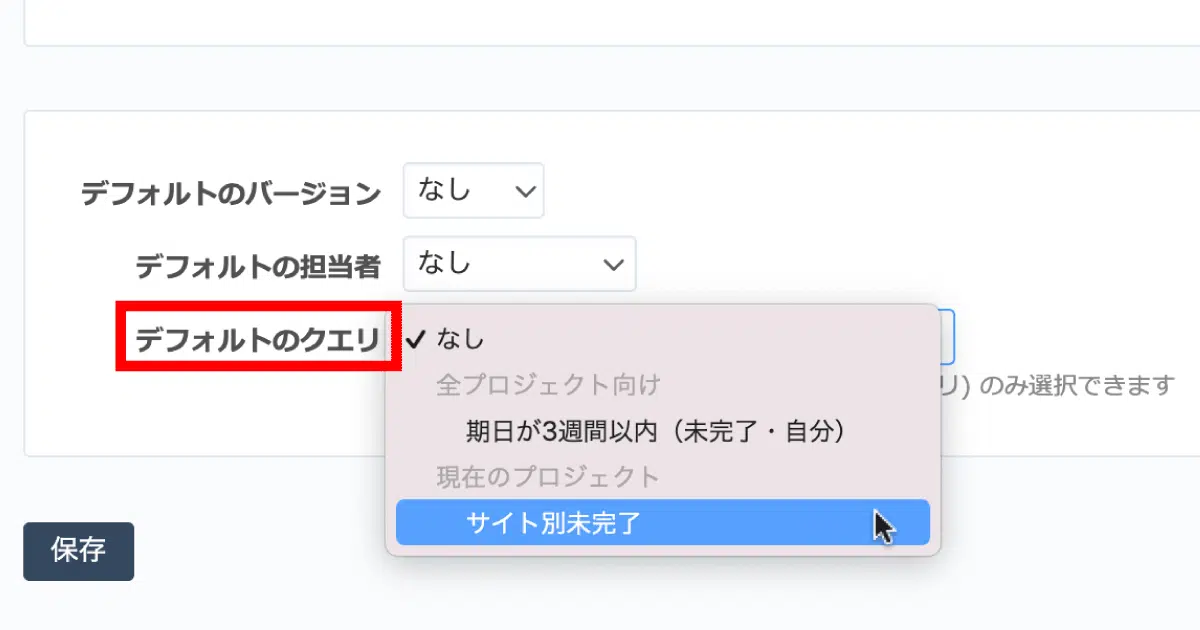 デフォルトのバージョン なし
デフォルトの担当者 なし
デフォルトのクエリ ✓ なし
全プロジェクト向け
リ) のみ選択できます
期日が3週間以内（未完了・自分）
現在のプロジェクト
サイト別未完了
保存